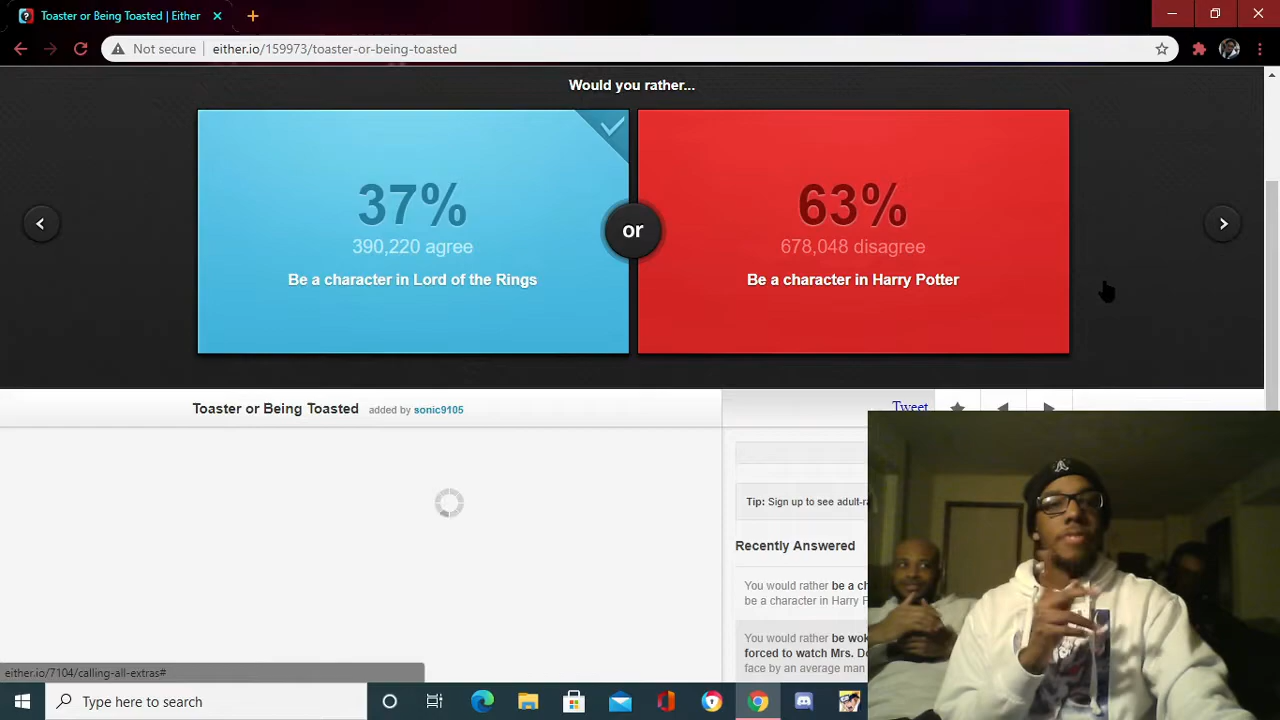 Toaster or Being Toasted | Either
Not secure
either.io/159973/toaster-or-being-toasted
Would you rather...
37%
390,220 agree
Be a character in Lord of the Rings
or
63%
678,048 disagree
Be a character in Harry Potter
Toaster or Being Toasted
added by sonic9105
Tweet
Tip: Sign up to see adult-ra
Recently Answered
You would rather be a ch
be a character in Harry P
You would rather be wok
forced to watch Mrs. Do
face by an average man
either.io/7104/calling-all-extras#
Type here to search